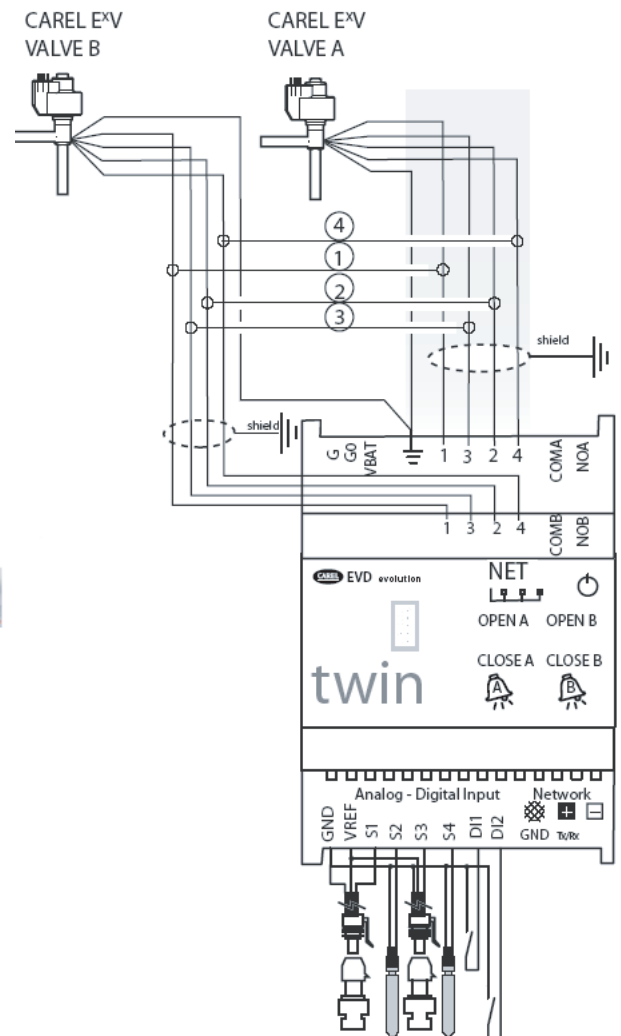 CAREL EˣV
VALVE B
CAREL EˣV
VALVE A
4
1
2
3
shield
shield
G
G0
VBAT
1 3 2 4
COMA
NOA
1 3 2 4
COMB
NOB
CAREL EVD evolution
NET
OPEN A OPEN B
CLOSE A CLOSE B
A B
twin
Analog - Digital Input
Network
GND
VREF
S1
S2
S3
S4
DI1
DI2
GND Tx/Rx